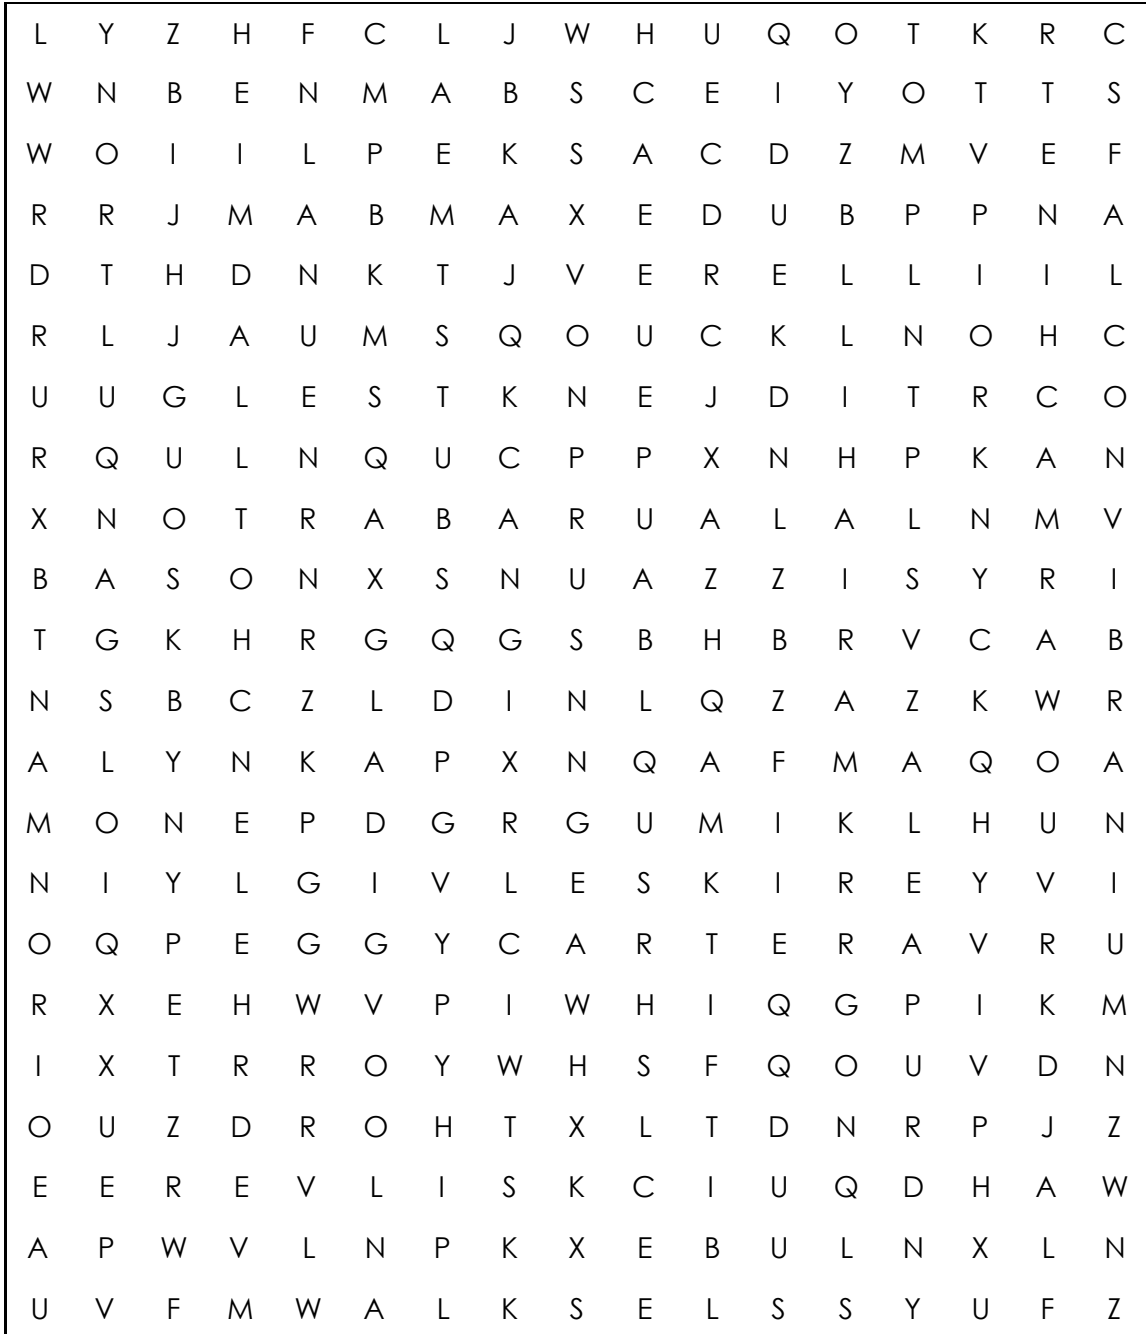 L Y Z H F C L J W H U Q O T K R C
W N B E N M A B S C E I Y O T T S
W O I I L P E K S A C D Z M V E F
R R J M A B M A X E D U B P P N A
D T H D N K T J V E R E L L I I L
R L J A U M S Q O U C K L N O H C
U U G L E S T K N E J D I T R C O
R Q U L N Q U C P P X N H P K A N
X N O T R A B A R U A L A L N M V
B A S O N X S N U A Z Z I S Y R I
T G K H R G Q G S B H B R V C A B
N S B C Z L D I N L Q Z A Z K W R
A L Y N K A P X N Q A F M A Q O A
M O N E P D G R G U M I K L H U N
N I Y L G I V L E S K I R E Y V I
O Q P E G G Y C A R T E R A V R U
R X E H W V P I W H I Q G P I K M
I X T R R O Y W H S F Q O U V D N
O U Z D R O H T X L T D N R P J Z
E E R E V L I S K C I U Q D H A W
A P W V L N P K X E B U L N X L N
U V F M W A L K S E L S S Y U F Z